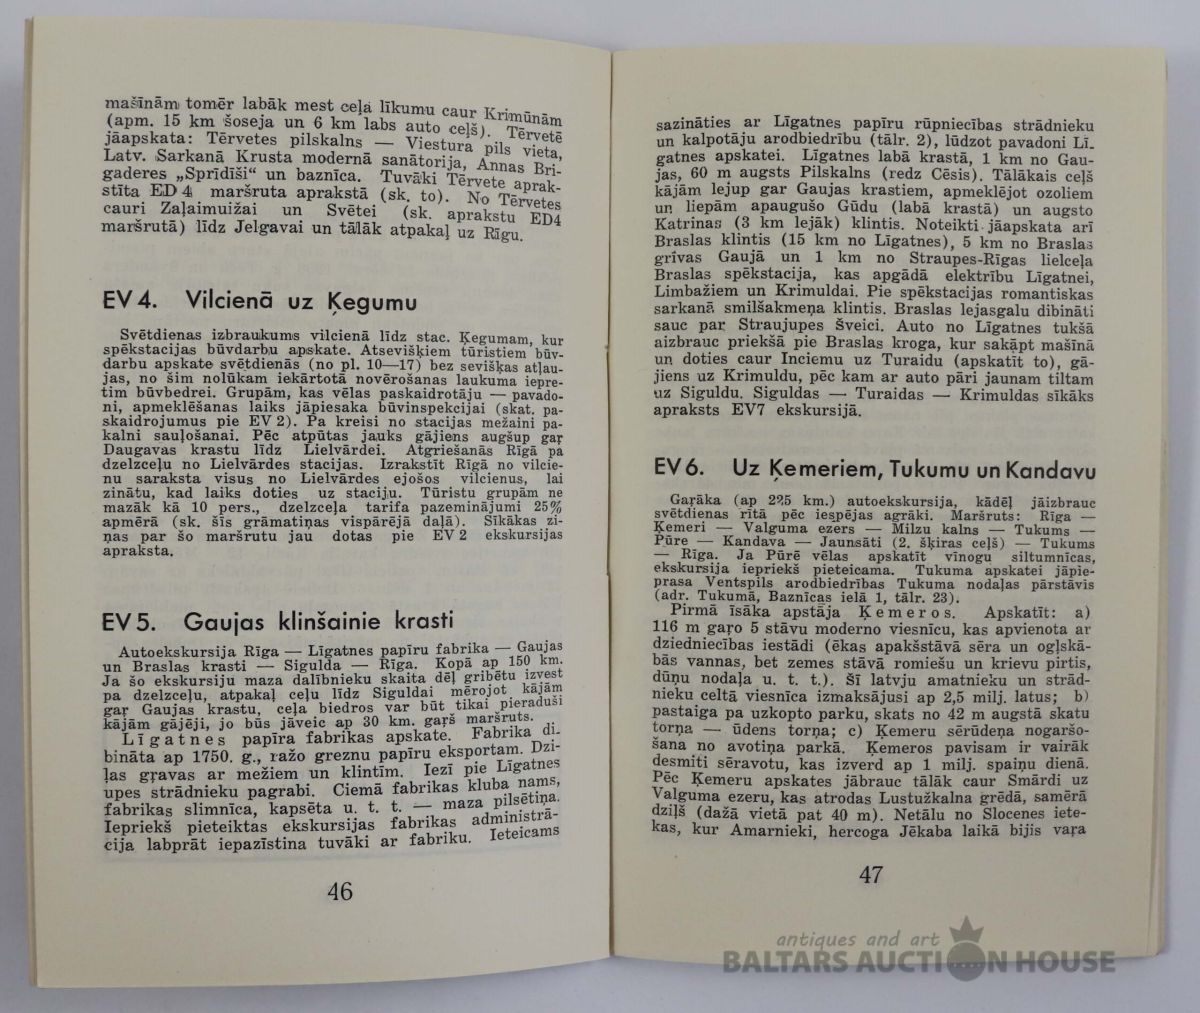 mašīnām tomēr labāk mest ceļa līkumu caur Krimūnām
(apm. 15 km šoseja un 6 km labs auto ceļš). Tērvetē
jāapskata: Tērvetes pilskalns — Viestura pils vieta,
Latv. Sarkanā Krusta modernā sanātorija, Annas Bri-
gaderes „Sprīdīši“ un baznīca. Tuvāki Tērvete aprak-
stīta ED 4 maršruta aprakstā (sk. to). No Tērvetes
cauri Zaļaimuižai un Svētei (sk. aprakstu ED4
maršrutā) līdz Jelgavai un tālāk atpakaļ uz Rīgu.
EV 4. Vilcienā uz Ķegumu
Svētdienas izbraukums vilcienā līdz stac. Ķegumam, kur
spēkstacijas būvdarbu apskate. Atsevišķiem tūristiem būv-
darbu apskate svētdienās (no pl. 10—17) bez sevišķas atļau-
jas, no šim nolūkam iekārtotā novērošanas laukuma iepre-
tim būvbedrei. Grupām, kas vēlas paskaidrotāju — pavado-
ni, apmeklēšanas laiks jāpiesaka būvinspekcijai (skat. pa-
skaidrojumus pie EV 2). Pa kreisi no stacijas mežaini pa-
kalni sauļošanai. Pēc atpūtas jauks gājiens augšup gar
Daugavas krastu līdz Lielvārdei. Atgriešanās Rīgā pa
dzelzceļu no Lielvārdes stacijas. Izrakstīt Rīgā no vilcie-
nu saraksta visus no Lielvārdes ejošos vilcienus, lai
zinātu, kad laiks doties uz staciju. Tūristu grupām ne
mazāk kā 10 pers., dzelzceļa tarifa pazeminājumi 25%
apmērā (sk. šīs grāmatiņas vispārējā daļā). Sīkākas zi-
ņas par šo maršrutu jau dotas pie EV 2 ekskursijas
apraksta.
EV 5. Gaujas klinšainie krasti
Autoekskursija Rīga — Līgatnes papīru fabrika — Gaujas
un Braslas krasti — Sigulda — Rīga. Kopā ap 150 km.
Ja šo ekskursiju maza dalībnieku skaita dēļ gribētu izvest
pa dzelzceļu, atpakaļ ceļu līdz Siguldai mērojot kājām
gar Gaujas krastu, ceļa biedros var būt tikai pieraduši
kājām gājēji, jo būs jāveic ap 30 km. gaŗš maršruts.
Līgatnes papīra fabrikas apskate. Fabrika di-
bināta ap 1750. g., ražo greznu papīru eksportam. Dzi-
ļas gravas ar mežiem un klintīm. Iezī pie Līgatnes
upes strādnieku pagrabi. Ciemā fabrikas kluba nams,
fabrikas slimnīca, kapsēta u. t. t. — maza pilsētiņa.
Iepriekš pieteiktas ekskursijas fabrikas administrā-
cija labprāt iepazīstina tuvāki ar fabriku. Ieteicams
46
sazināties ar Līgatnes papīru rūpniecības strādnieku
un kalpotāju arodbiedrību (tālr. 2), lūdzot pavadoni Lī-
gatnes apskatei. Līgatnes labā krastā, 1 km no Gau-
jas, 60 m augsts Pilskalns (redz Cēsis). Tālākais ceļš
kājām lejup gar Gaujas krastiem, apmeklējot ozoliem
un liepām apaugušo Gūdu (labā krastā) un augsto
Katrinas (3 km lejāk) klintis. Noteikti jāapskata arī
Braslas klintis (15 km no Līgatnes), 5 km no Braslas
grīvas Gaujā un 1 km no Straupes-Rīgas lielceļa
Braslas spēkstacija, kas apgādā elektrību Līgatnei,
Limbažiem un Krimuldai. Pie spēkstacijas romantiskas
sarkanā smilšakmeņa klintis. Braslas lejasgalu dibināti
sauc par Straujupes Šveici. Auto no Līgatnes tukšā
aizbrauc priekšā pie Braslas kroga, kur sakāpt mašīnā
un doties caur Inciemu uz Turaidu (apskatīt to), gā-
jiens uz Krimuldu, pēc kam ar auto pāri jaunam tiltam
uz Siguldu. Siguldas — Turaidas — Krimuldas sīkāks
apraksts EV7 ekskursijā.
EV 6. Uz Ķemeriem, Tukumu un Kandavu
Gaŗāka (ap 225 km.) autoekskursija, kādēļ jāizbrauc
svētdienas rītā pēc iespējas agrāki. Maršruts: Rīga —
Ķemeri — Valguma ezers — Milzu kalns — Tukums —
Pūre — Kandava — Jaunsāti (2. šķiras ceļš) — Tukums
— Rīga. Ja Pūrē vēlas apskatīt vīnogu siltumnīcas,
ekskursija iepriekš pieteicama. Tukuma apskatei jāpie-
prasa Ventspils arodbiedrības Tukuma nodaļas pārstāvis
(adr. Tukumā, Baznīcas ielā 1, tālr. 23).
Pirmā īsāka apstāja Ķemeros. Apskatīt: a)
116 m gaŗo 5 stāvu moderno viesnīcu, kas apvienota ar
dziedniecības iestādi (ēkas apakšstāvā sēra un ogļskā-
bās vannas, bet zemes stāvā romiešu un krievu pirtis,
dūņu nodaļa u. t. t.). Šī latvju amatnieku un strād-
nieku celtā viesnīca izmaksājusi ap 2,5 milj. latus; b)
pastaiga pa uzkopto parku, skats no 42 m augstā skatu
torņa — ūdens torņa; c) Ķemeru sērūdeņa nogaršo-
šana no avotiņa parkā. Ķemeros pavisam ir vairāk
desmiti sēravotu, kas izverd ap 1 milj. spaiņu dienā.
Pēc Ķemeru apskates jābrauc tālāk caur Smārdi uz
Valguma ezeru, kas atrodas Lustužkalna grēdā, samērā
dziļš (dažā vietā pat 40 m). Netālu no Slocenes iete-
kas, kur Amarnieki, hercoga Jēkaba laikā bijis vaŗa
47
antiques and art
BALTARS AUCTION HOUSE